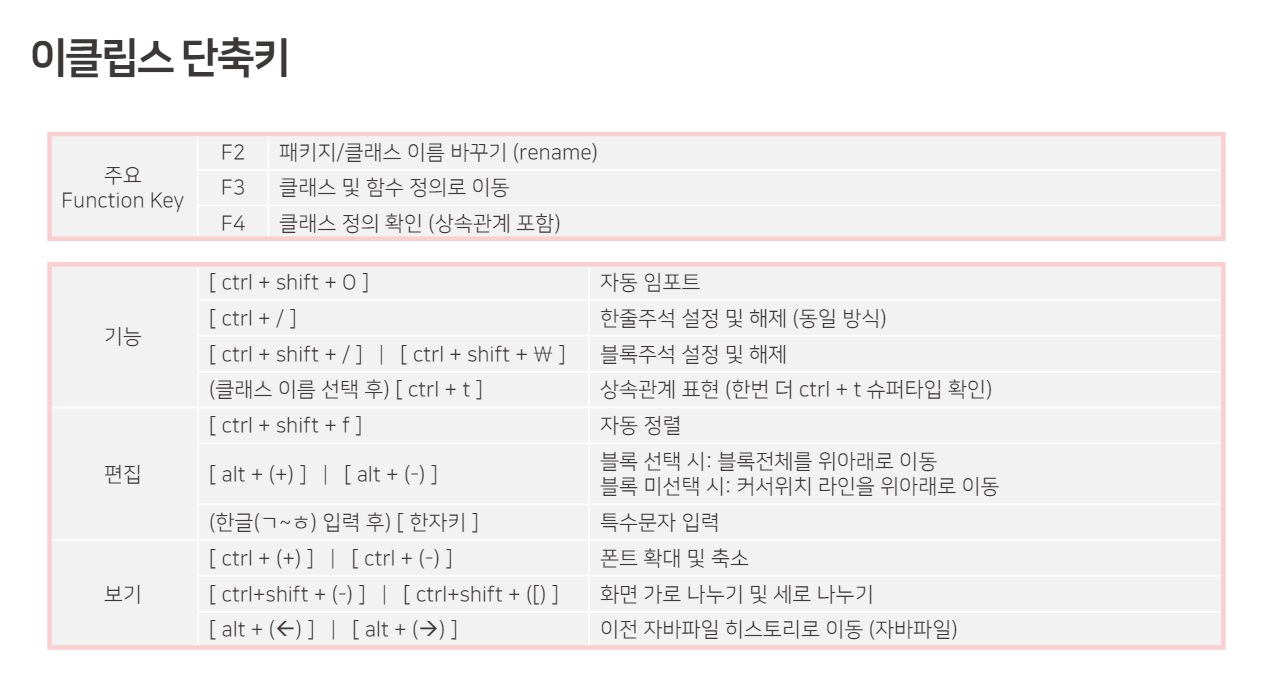 이클립스 단축키
주요
Function Key
F2 패키지/클래스 이름 바꾸기 (rename)
F3 클래스 및 함수 정의로 이동
F4 클래스 정의 확인 (상속관계 포함)
기능
[ ctrl + shift + O ] 자동 임포트
[ ctrl + / ] 한줄주석 설정 및 해제 (동일 방식)
[ ctrl + shift + / ] | [ ctrl + shift + ₩ ] 블록주석 설정 및 해제
(클래스 이름 선택 후) [ ctrl + t ] 상속관계 표현 (한번 더 ctrl + t 슈퍼타입 확인)
편집
[ ctrl + shift + f ] 자동 정렬
[ alt + (+) ] | [ alt + (-) ] 블록 선택 시: 블록전체를 위아래로 이동
블록 미선택 시: 커서위치 라인을 위아래로 이동
(한글(ㄱ~ㅎ) 입력 후) [ 한자키 ] 특수문자 입력
보기
[ ctrl + (+) ] | [ ctrl + (-) ] 폰트 확대 및 축소
[ ctrl+shift + (-) ] | [ ctrl+shift + ([) ] 화면 가로 나누기 및 세로 나누기
[ alt + (←) ] | [ alt + (→) ] 이전 자바파일 히스토리로 이동 (자바파일)